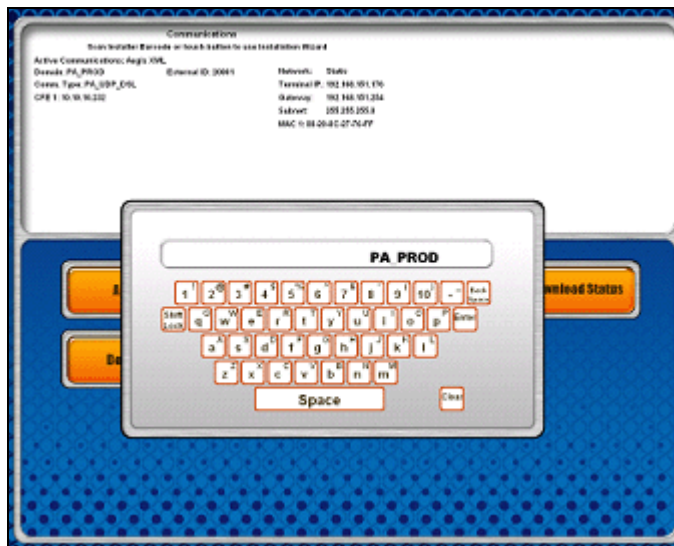 Communications
Scan Installer Barcode or touch button to use Installation Wizard
Active Communications: Aegis XML
Domain: PA_PROD External ID: 20001 Network: Static
Comm. Type: PA_UDP_DSL Terminal IP: 192.168.151.176
CPE 1: 10.10.10.232 Gateway: 192.168.151.254
Subnet: 255.255.255.0
MAC 1:
PA_PROD
1 2 3 4 5 6 7 8 9 10 - Back Space
Shift Lock q w e r t y u i o p Enter
a s d f g h j k l
z x c v b n m
Space Clear
Download Status